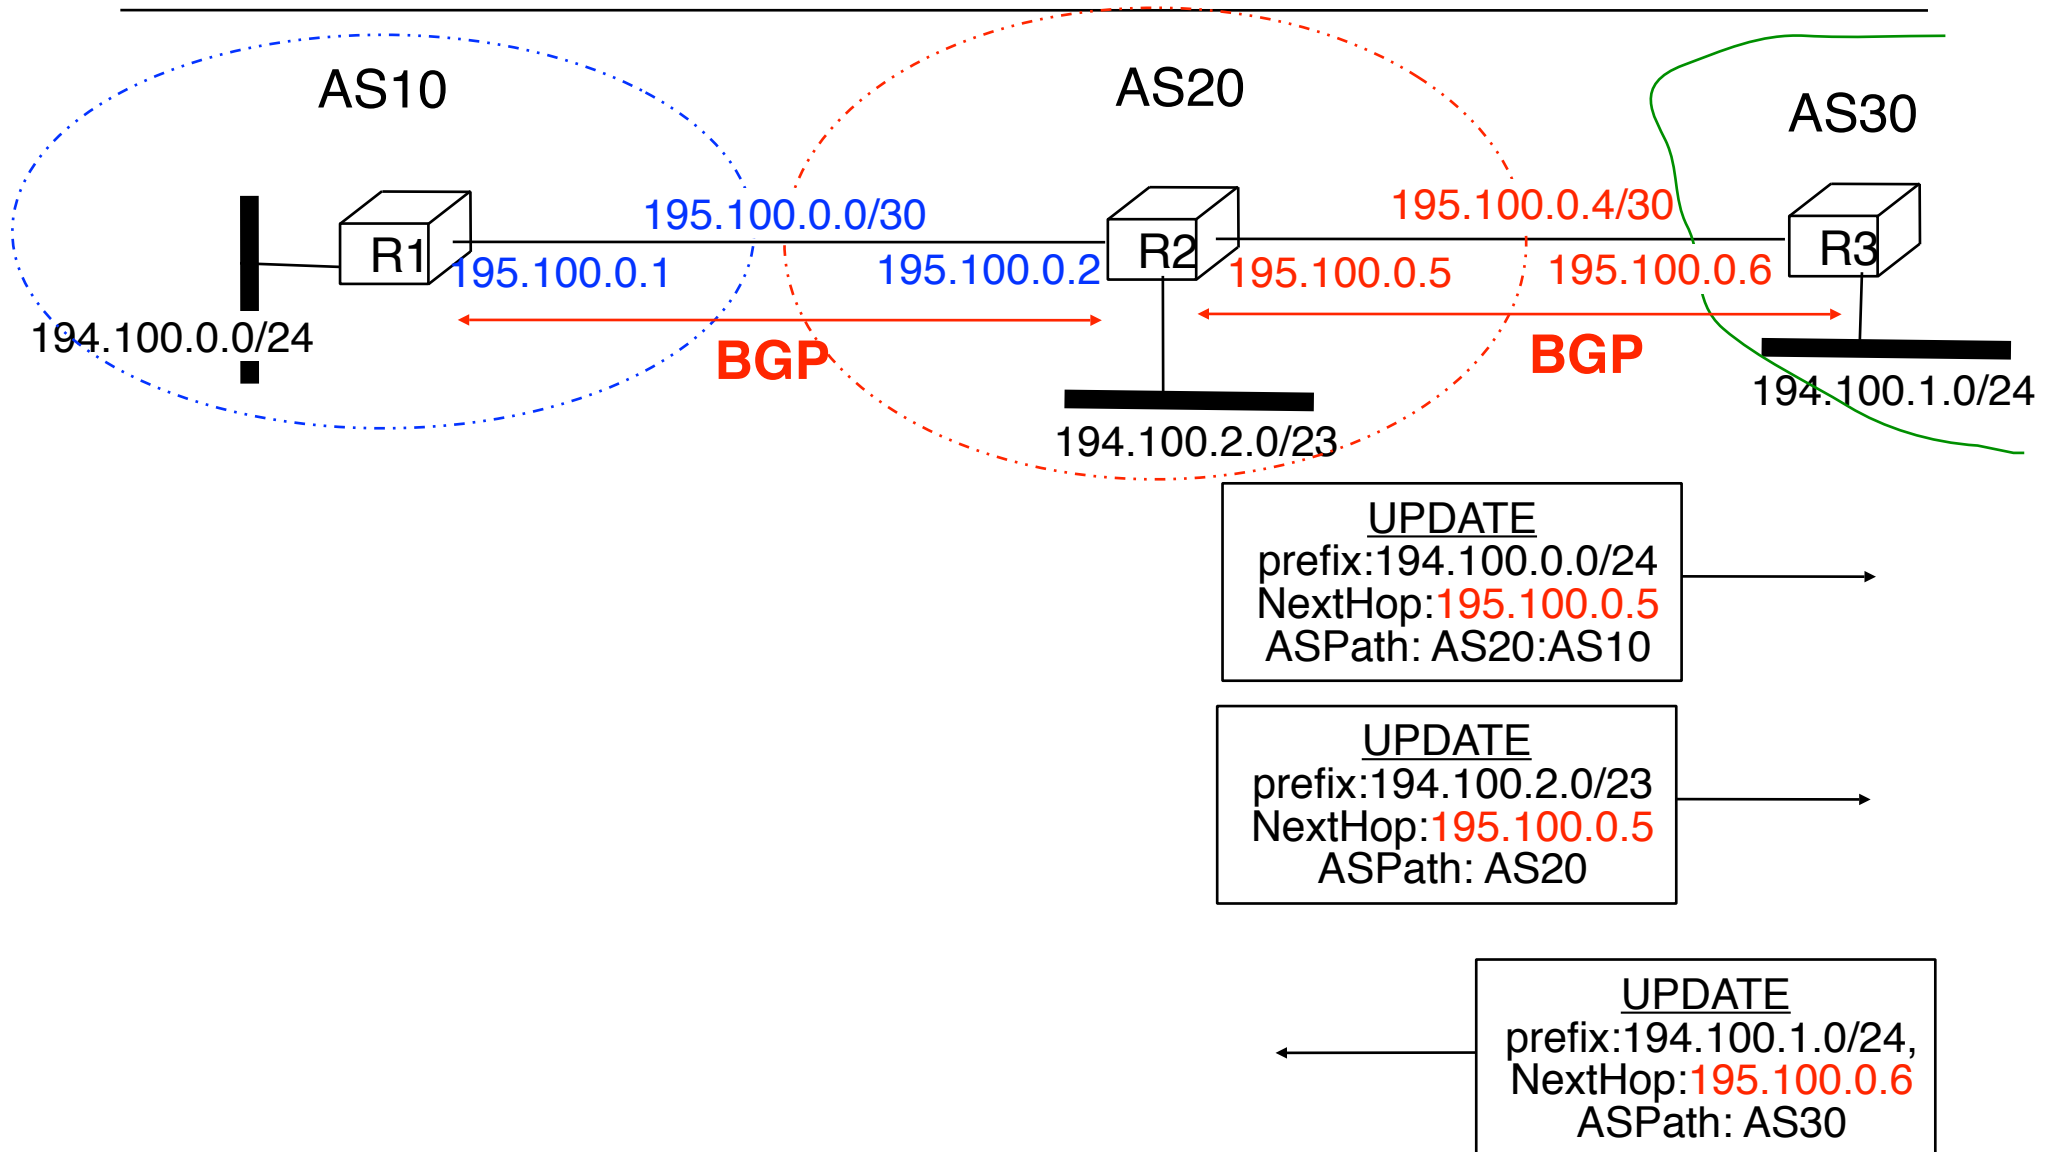 AS10
AS20
AS30
195.100.0.0/30
195.100.0.4/30
R1
R2
R3
195.100.0.1
195.100.0.2
195.100.0.5
195.100.0.6
194.100.0.0/24
BGP
BGP
194.100.1.0/24
194.100.2.0/23
UPDATE
prefix:194.100.0.0/24
NextHop:195.100.0.5
ASPath: AS20:AS10
UPDATE
prefix:194.100.2.0/23
NextHop:195.100.0.5
ASPath: AS20
UPDATE
prefix:194.100.1.0/24,
NextHop:195.100.0.6
ASPath: AS30